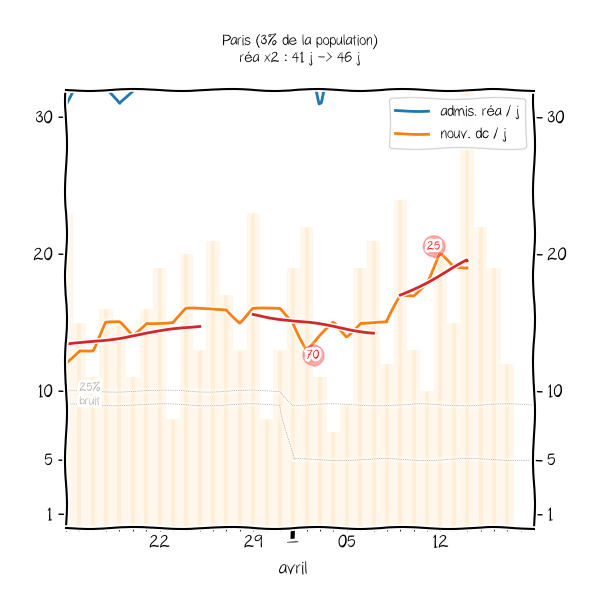 Paris (3% de la population)
réa x2 : 41 j -> 46 j
admis. réa / j
nouv. dc / j
30
30
25
20
20
70
25%
10
bruit
10
5
5
1
1
22
29
05
12
avril